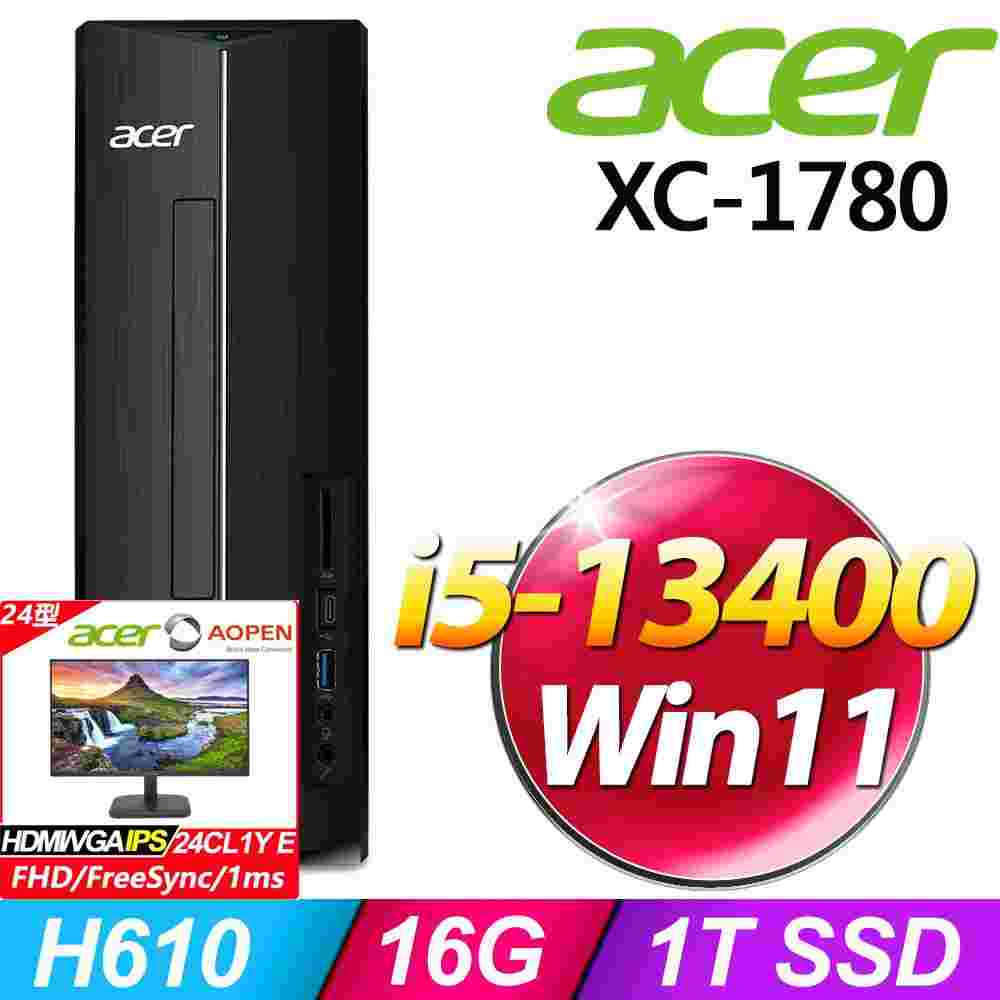 acer
XC-1780
acer
i5-13400
Win11
24型
acer AOPEN
HDMI/VGA IPS 24CL1Y E
FHD/FreeSync/1ms
H610
16G
1T SSD